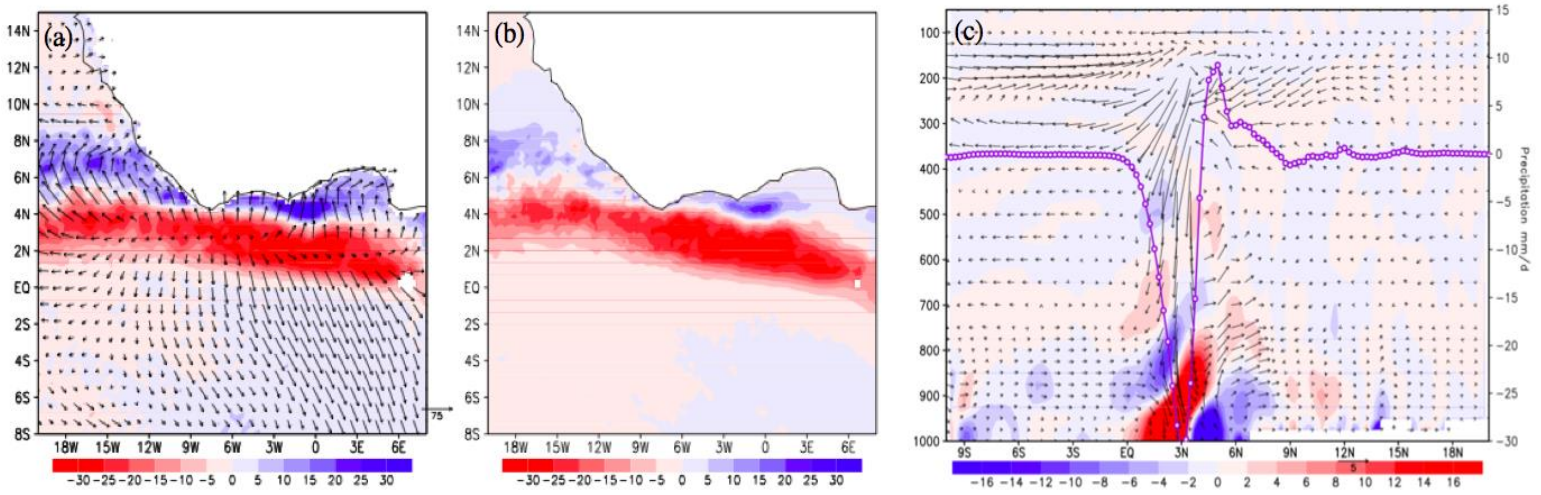 (a)
14N
12N
10N
8N
6N
4N
2N
EQ
2S
4S
6S
8S
18W 15W 12W 9W 6W 3W 0 3E 6E
75
-30 -25 -20 -15 -10 -5 0 5 10 15 20 25 30
(b)
14N
12N
10N
8N
6N
4N
2N
EQ
2S
4S
6S
8S
18W 15W 12W 9W 6W 3W 0 3E 6E
-30 -25 -20 -15 -10 -5 0 5 10 15 20 25 30
(c)
100
200
300
400
500
600
700
800
900
1000
9S 6S 3S EQ 3N 6N 9N 12N 15N 18N
5
-16 -14 -12 -10 -8 -6 -4 -2 0 2 4 6 8 10 12 14 16
15
10
5
0
-5
-10
-15
-20
-25
-30
Precipitation mm/d